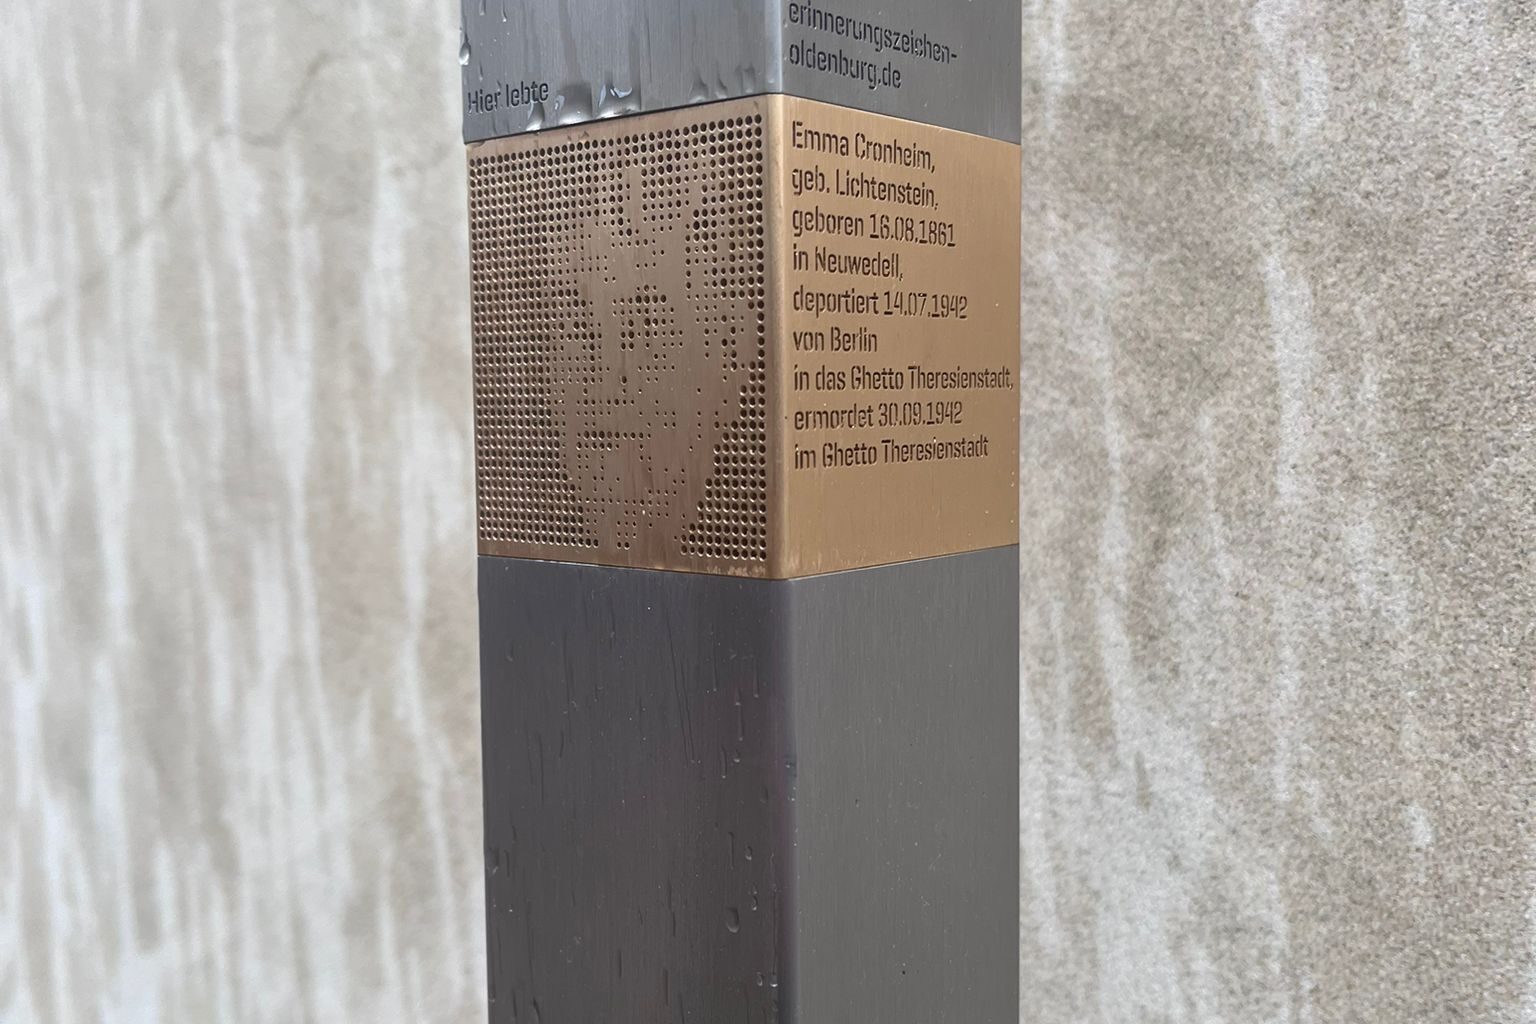 erinnerungszeichen-
oldenburg.de
Hier lebte
Emma Cronheim,
geb. Lichtenstein,
geboren 16.08.1861
in Neuwedell,
deportiert 14.07.1942
von Berlin
in das Ghetto Theresienstadt,
ermordet 30.09.1942
im Ghetto Theresienstadt